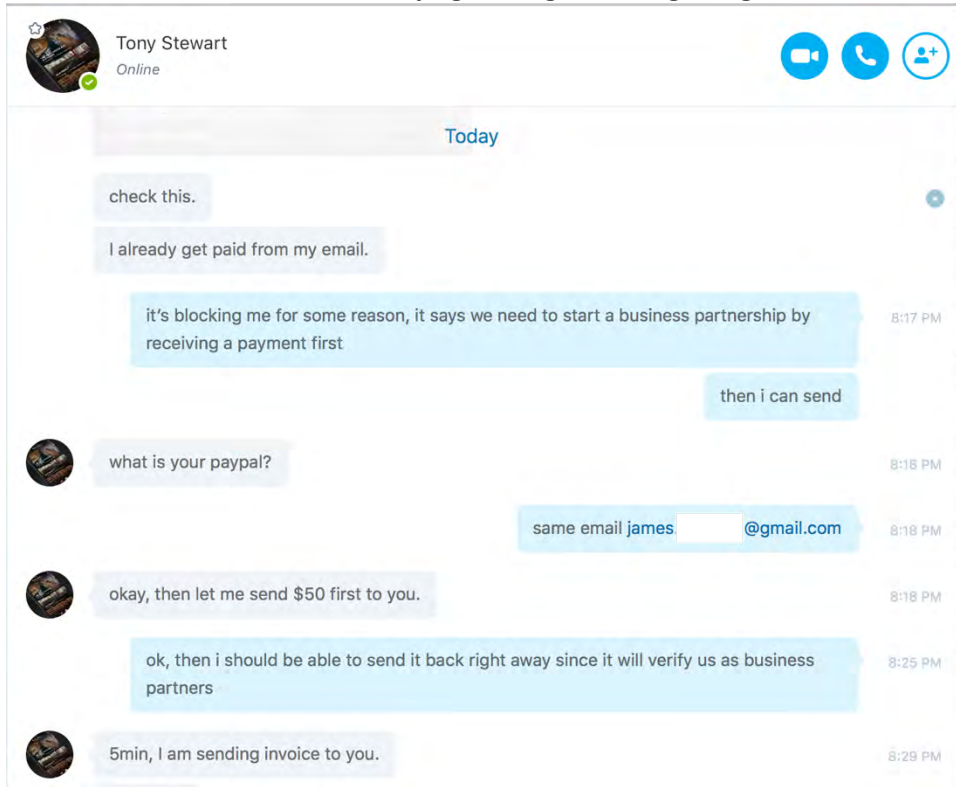 Tony Stewart
Online
Today
check this.
I already get paid from my email.
it's blocking me for some reason, it says we need to start a business partnership by
receiving a payment first
8:17 PM
then i can send
what is your paypal?
8:18 PM
same email james @gmail.com
8:18 PM
okay, then let me send $50 first to you.
8:18 PM
ok, then i should be able to send it back right away since it will verify us as business
partners
8:25 PM
5min, I am sending invoice to you.
8:29 PM